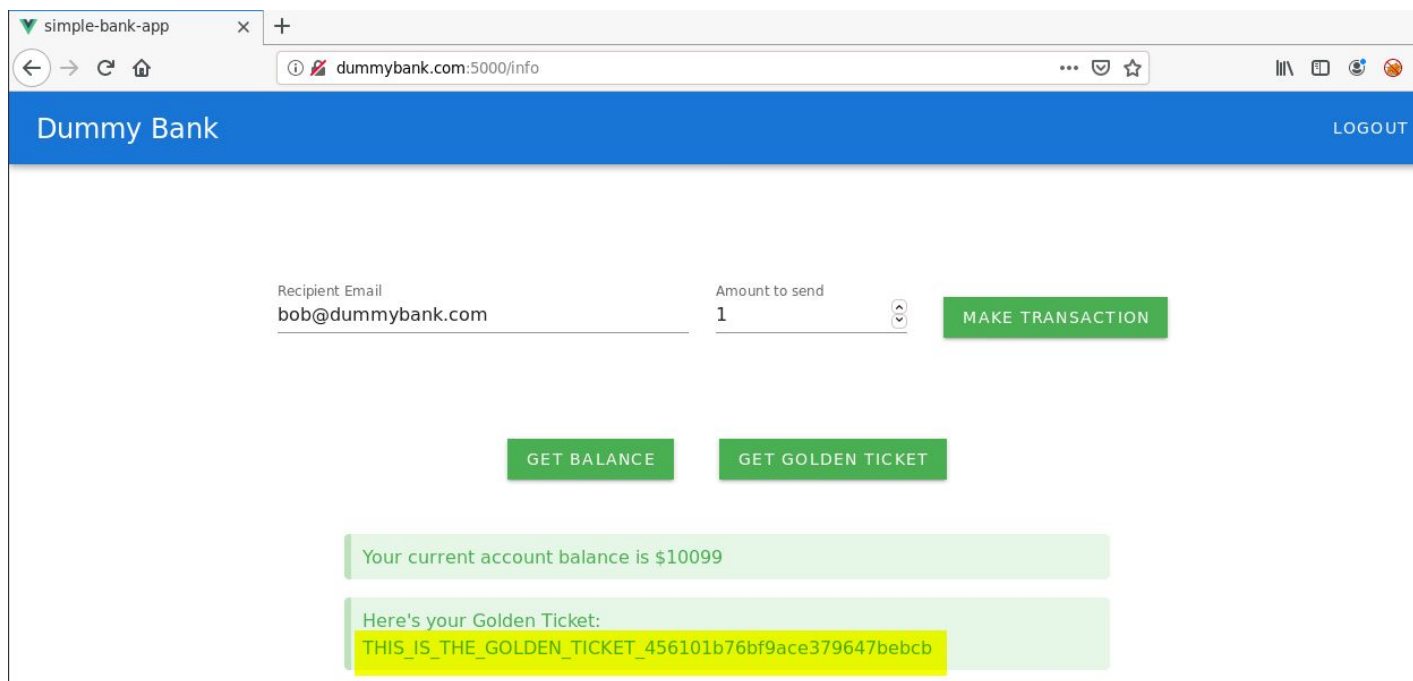 simple-bank-app
dummybank.com:5000/info
Dummy Bank
LOGOUT
Recipient Email
Amount to send
bob@dummybank.com
1
MAKE TRANSACTION
GET BALANCE
GET GOLDEN TICKET
Your current account balance is $10099
Here's your Golden Ticket:
THIS_IS_THE_GOLDEN_TICKET_456101b76bf9ace379647bebcb